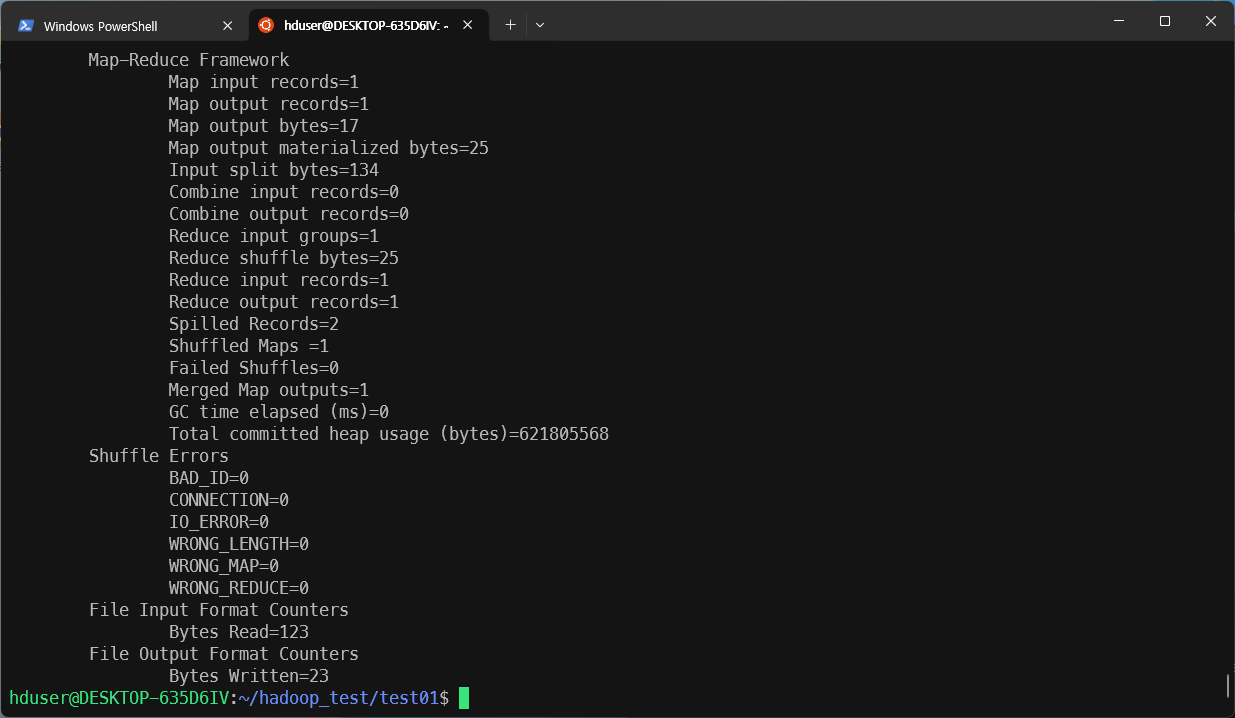 Windows PowerShell
hduser@DESKTOP-635D6IV: ~
Map-Reduce Framework
Map input records=1
Map output records=1
Map output bytes=17
Map output materialized bytes=25
Input split bytes=134
Combine input records=0
Combine output records=0
Reduce input groups=1
Reduce shuffle bytes=25
Reduce input records=1
Reduce output records=1
Spilled Records=2
Shuffled Maps =1
Failed Shuffles=0
Merged Map outputs=1
GC time elapsed (ms)=0
Total committed heap usage (bytes)=621805568
Shuffle Errors
BAD_ID=0
CONNECTION=0
IO_ERROR=0
WRONG_LENGTH=0
WRONG_MAP=0
WRONG_REDUCE=0
File Input Format Counters
Bytes Read=123
File Output Format Counters
Bytes Written=23
hduser@DESKTOP-635D6IV:~/hadoop_test/test01$